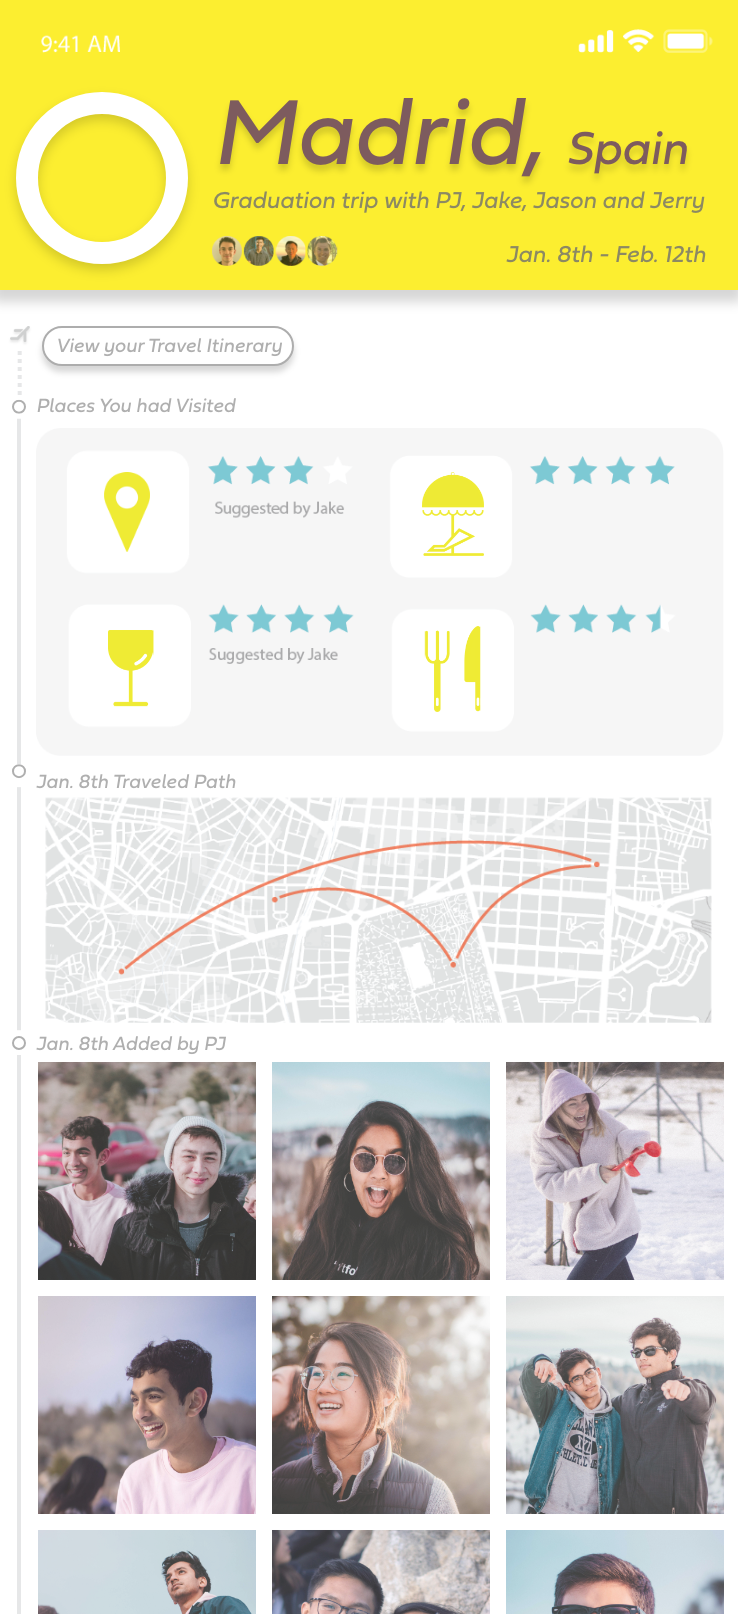 9:41 AM
Madrid, Spain
Graduation trip with PJ, Jake, Jason and Jerry
Jan. 8th - Feb. 12th
View your Travel Itinerary
Places You had Visited
Suggested by Jake
Suggested by Jake
Jan. 8th Traveled Path
Jan. 8th Added by PJ